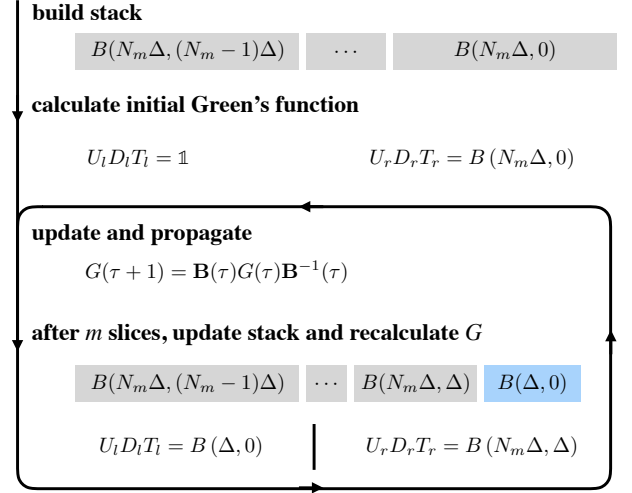 build stack
B(N_mΔ, (N_m − 1)Δ) ⋯ B(N_mΔ, 0)
calculate initial Green's function
U_l D_l T_l = 𝟙 U_r D_r T_r = B (N_mΔ, 0)
update and propagate
G(τ + 1) = B(τ)G(τ)B⁻¹(τ)
after m slices, update stack and recalculate G
B(N_mΔ, (N_m − 1)Δ) ⋯ B(N_mΔ, Δ) B(Δ, 0)
U_l D_l T_l = B (Δ, 0) U_r D_r T_r = B (N_mΔ, Δ)